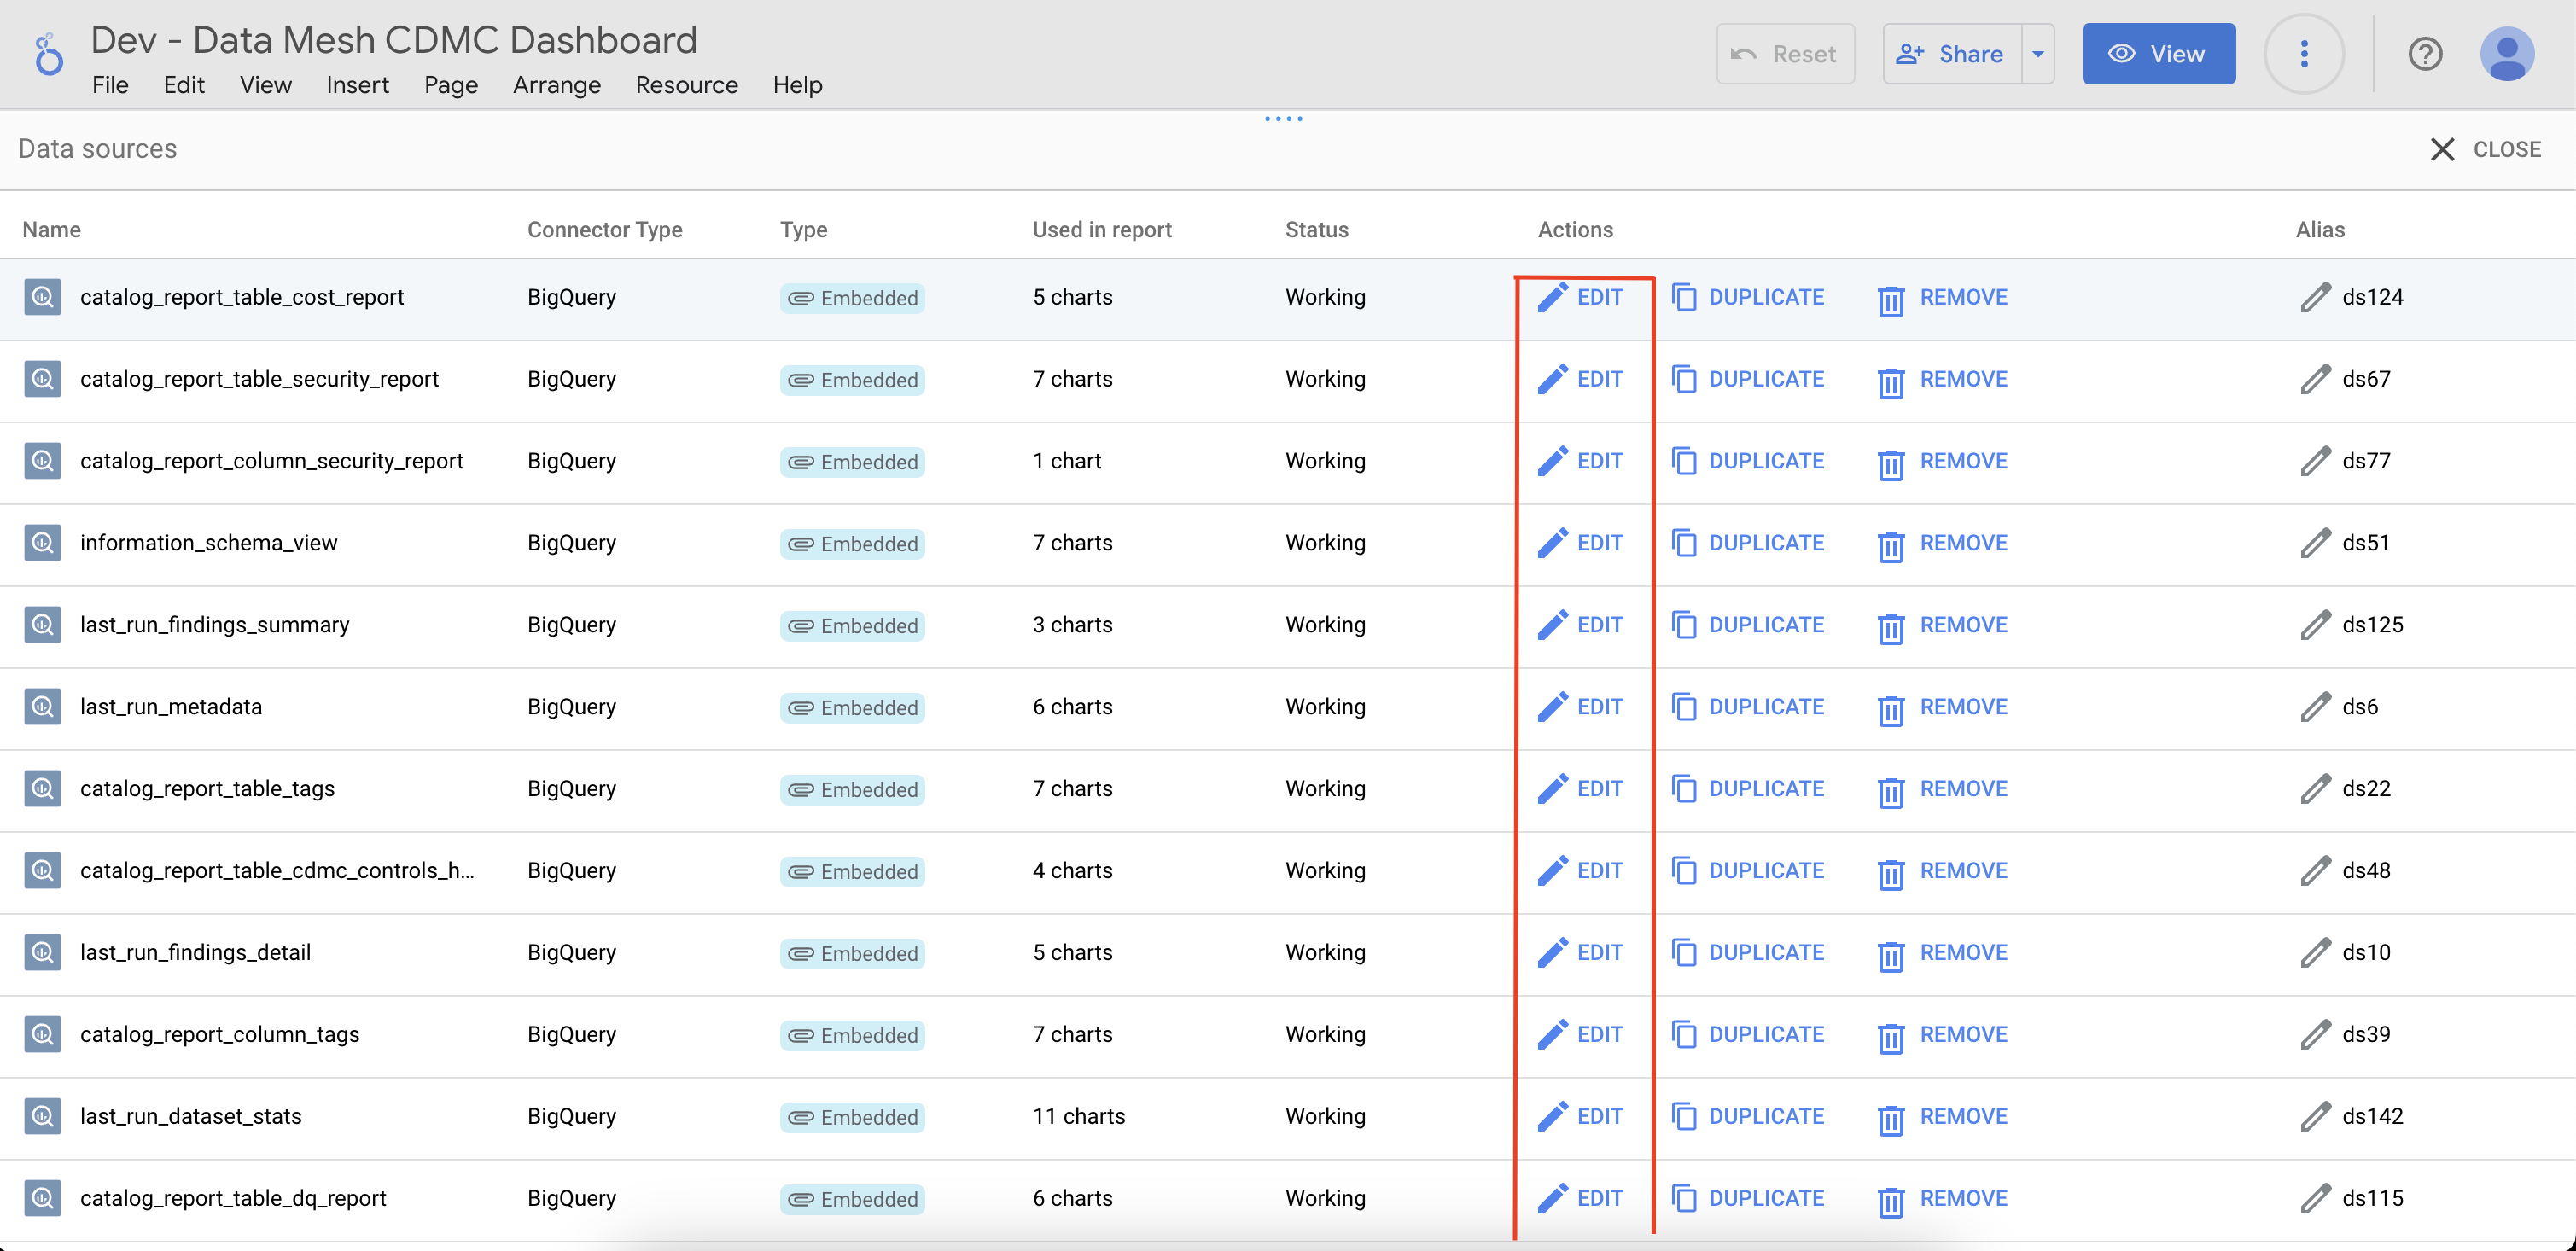 Dev - Data Mesh CDMC Dashboard
File Edit View Insert Page Arrange Resource Help
Reset Share View
Data sources CLOSE
Name Connector Type Type Used in report Status Actions Alias
catalog_report_table_cost_report BigQuery Embedded 5 charts Working EDIT DUPLICATE REMOVE ds124
catalog_report_table_security_report BigQuery Embedded 7 charts Working EDIT DUPLICATE REMOVE ds67
catalog_report_column_security_report BigQuery Embedded 1 chart Working EDIT DUPLICATE REMOVE ds77
information_schema_view BigQuery Embedded 7 charts Working EDIT DUPLICATE REMOVE ds51
last_run_findings_summary BigQuery Embedded 3 charts Working EDIT DUPLICATE REMOVE ds125
last_run_metadata BigQuery Embedded 6 charts Working EDIT DUPLICATE REMOVE ds6
catalog_report_table_tags BigQuery Embedded 7 charts Working EDIT DUPLICATE REMOVE ds22
catalog_report_table_cdmc_controls_h... BigQuery Embedded 4 charts Working EDIT DUPLICATE REMOVE ds48
last_run_findings_detail BigQuery Embedded 5 charts Working EDIT DUPLICATE REMOVE ds10
catalog_report_column_tags BigQuery Embedded 7 charts Working EDIT DUPLICATE REMOVE ds39
last_run_dataset_stats BigQuery Embedded 11 charts Working EDIT DUPLICATE REMOVE ds142
catalog_report_table_dq_report BigQuery Embedded 6 charts Working EDIT DUPLICATE REMOVE ds115